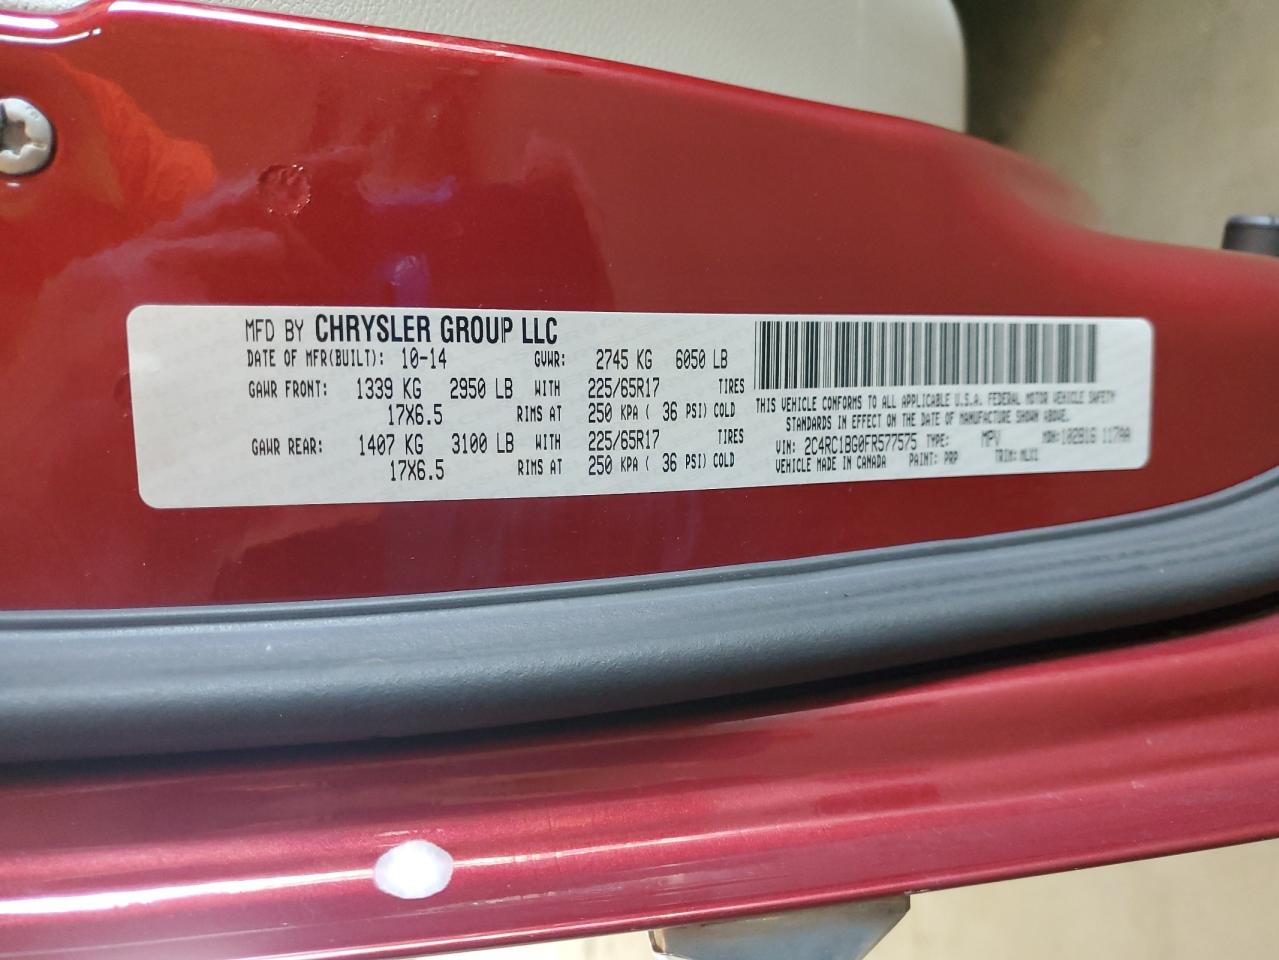 MFD BY CHRYSLER GROUP LLC
DATE OF MFR(BUILT): 10-14 GVWR: 2745 KG 6050 LB
GAWR FRONT: 1339 KG 2950 LB WITH 225/65R17 TIRES
17X6.5 RIMS AT 250 KPA ( 36 PSI) COLD
GAWR REAR: 1407 KG 3100 LB WITH 225/65R17 TIRES
17X6.5 RIMS AT 250 KPA ( 36 PSI) COLD
THIS VEHICLE CONFORMS TO ALL APPLICABLE U.S.A. FEDERAL MOTOR VEHICLE SAFETY
STANDARDS IN EFFECT ON THE DATE OF MANUFACTURE SHOWN ABOVE.
VIN: 2C4RC1BG0FR577575 TYPE: MPV MDH: 102816 117AA
VEHICLE MADE IN CANADA PAINT: PRP TRIM: